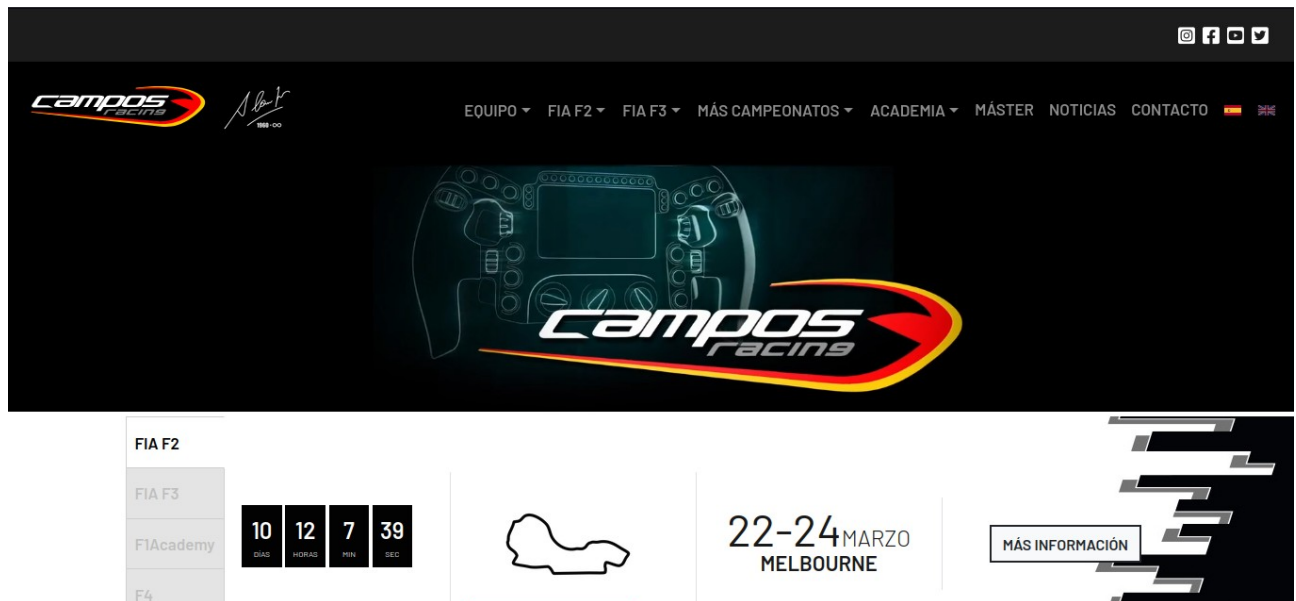 campos
racing
1960-∞
EQUIPO FIA F2 FIA F3 MÁS CAMPEONATOS ACADEMIA MÁSTER NOTICIAS CONTACTO
campos
racing
FIA F2
FIA F3
F1Academy
F4
10 12 7 39
DÍAS HORAS MIN SEC
22-24 MARZO
MELBOURNE
MÁS INFORMACIÓN